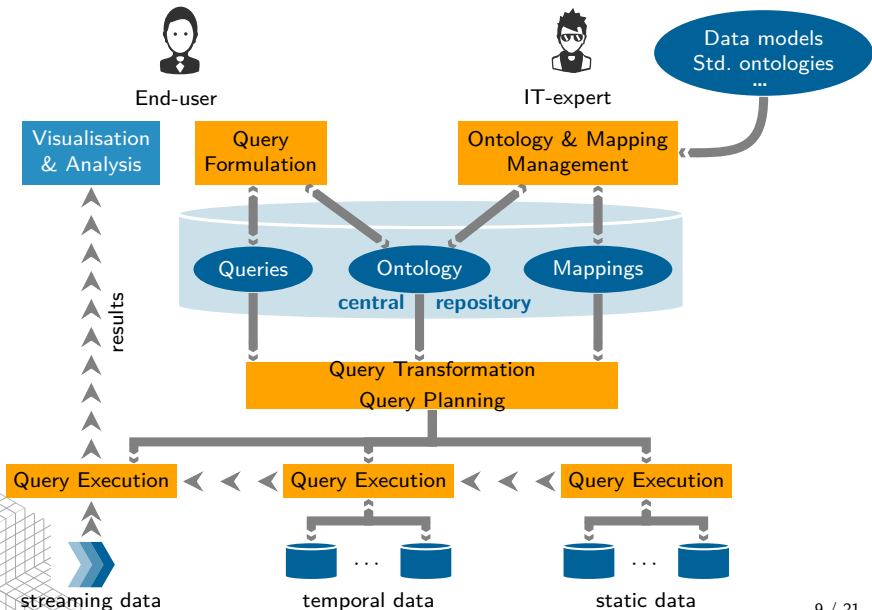 Data models
Std. ontologies
...
End-user
IT-expert
Visualisation
& Analysis
Query
Formulation
Ontology & Mapping
Management
Queries
Ontology
Mappings
central repository
results
Query Transformation
Query Planning
Query Execution
Query Execution
Query Execution
...
...
streaming data
temporal data
static data
9 / 21